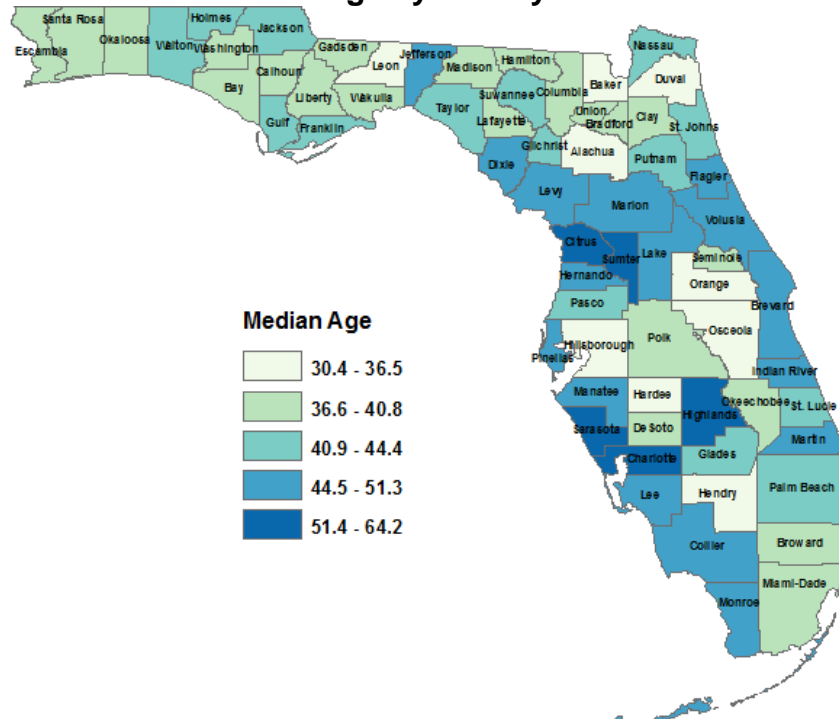 Santa Rosa
Holmes
Jackson
Okaloosa
Escambia
Walton
Washington
Gadsden
Jefferson
Hamilton
Nassau
Leon
Madison
Baker
Duval
Calhoun
Bay
Liberty
Wakulla
Suwannee
Columbia
Union
Bradford
Clay
Gulf
Franklin
Taylor
Lafayette
St. Johns
Gilchrist
Alachua
Putnam
Dixie
Flagler
Levy
Marion
Volusia
Citrus
Sumter
Lake
Seminole
Hernando
Orange
Brevard
Pasco
Osceola
Hillsborough
Polk
Pinellas
Indian River
Manatee
Hardee
Highlands
Okeechobee
St. Lucie
Sarasota
DeSoto
Martin
Charlotte
Glades
Lee
Hendry
Palm Beach
Collier
Broward
Miami-Dade
Monroe
Median Age
30.4 - 36.5
36.6 - 40.8
40.9 - 44.4
44.5 - 51.3
51.4 - 64.2